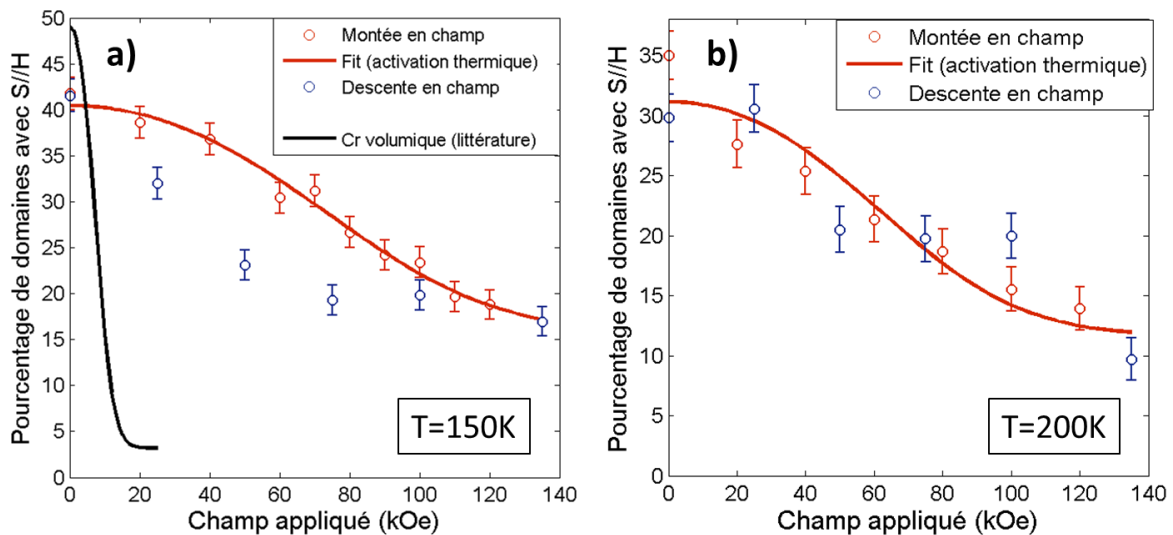 a)
Montée en champ
Fit (activation thermique)
Descente en champ
Cr volumique (littérature)
T=150K
Pourcentage de domaines avec S//H
50
45
40
35
30
25
20
15
10
5
0
0 20 40 60 80 100 120 140
Champ appliqué (kOe)
b)
Montée en champ
Fit (activation thermique)
Descente en champ
T=200K
Pourcentage de domaines avec S//H
35
30
25
20
15
10
5
0
0 20 40 60 80 100 120 140
Champ appliqué (kOe)